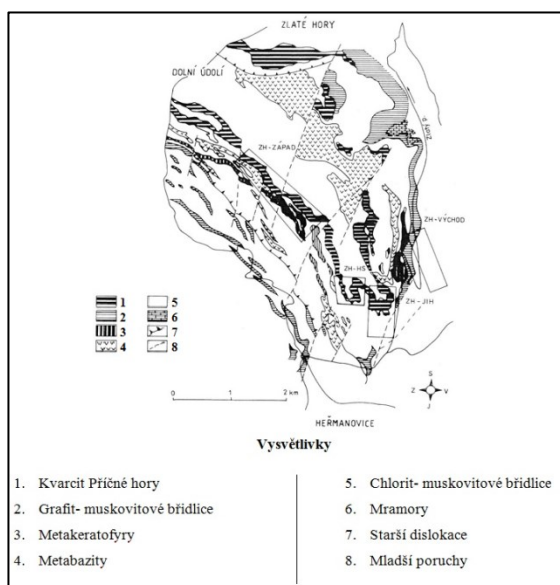 ZLATÉ HORY
DOLNÍ ÚDOLÍ
Zlatý p.
ZH-ZÁPAD
ZH-VÝCHOD
ZH-HS
ZH-JIH
1
2
3
4
5
6
7
8
0 1 2 km
S
Z V
J
HEŘMANOVICE
Vysvětlivky
1. Kvarcit Příčné hory
2. Grafit- muskovitové břidlice
3. Metakeratofyry
4. Metabazity
5. Chlorit- muskovitové břidlice
6. Mramory
7. Starší dislokace
8. Mladší poruchy